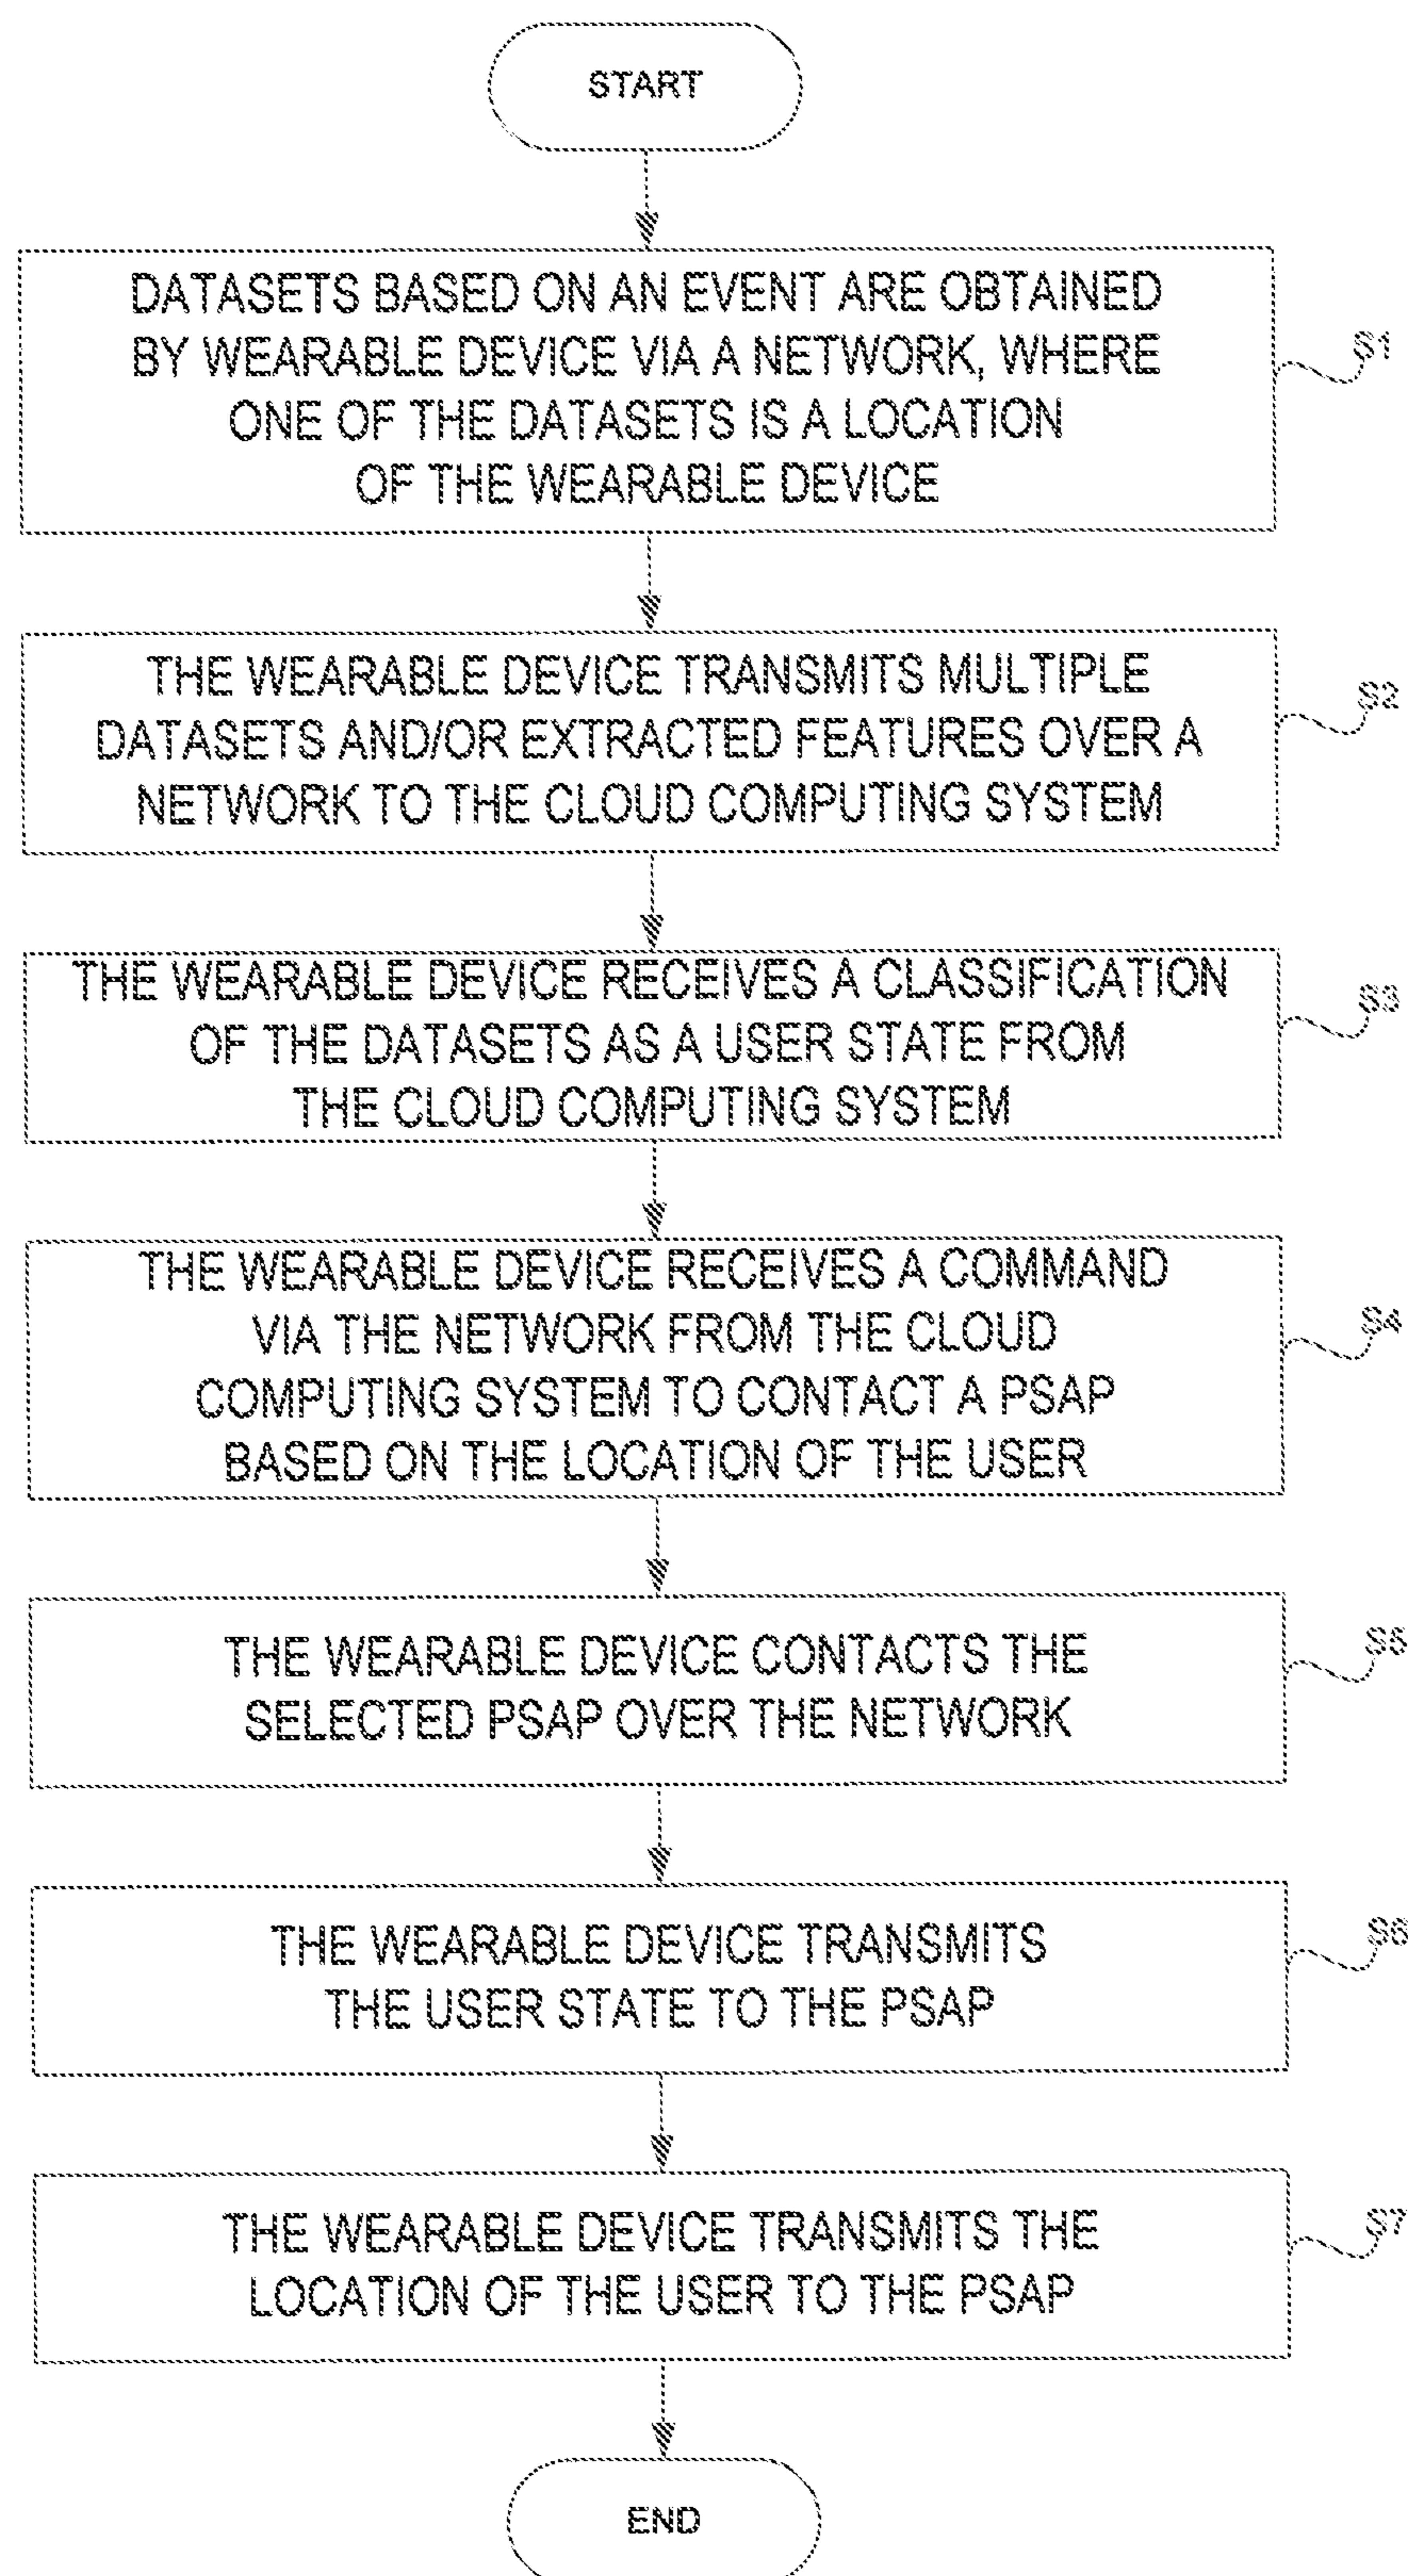 START
DATASETS BASED ON AN EVENT ARE OBTAINED
BY WEARABLE DEVICE VIA A NETWORK, WHERE
ONE OF THE DATASETS IS A LOCATION
OF THE WEARABLE DEVICE
S1
THE WEARABLE DEVICE TRANSMITS MULTIPLE
DATASETS AND/OR EXTRACTED FEATURES OVER A
NETWORK TO THE CLOUD COMPUTING SYSTEM
S2
THE WEARABLE DEVICE RECEIVES A CLASSIFICATION
OF THE DATASETS AS A USER STATE FROM
THE CLOUD COMPUTING SYSTEM
S3
THE WEARABLE DEVICE RECEIVES A COMMAND
VIA THE NETWORK FROM THE CLOUD
COMPUTING SYSTEM TO CONTACT A PSAP
BASED ON THE LOCATION OF THE USER
S4
THE WEARABLE DEVICE CONTACTS THE
SELECTED PSAP OVER THE NETWORK
S5
THE WEARABLE DEVICE TRANSMITS
THE USER STATE TO THE PSAP
S6
THE WEARABLE DEVICE TRANSMITS THE
LOCATION OF THE USER TO THE PSAP
S7
END